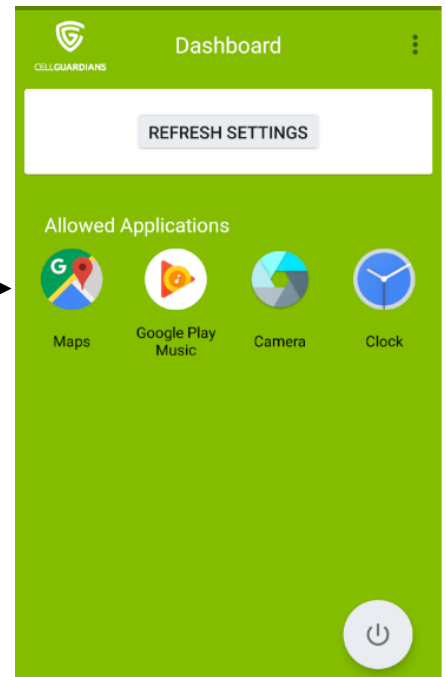 CELLGUARDIANS
Dashboard
REFRESH SETTINGS
Allowed Applications
G
Maps
Google Play
Music
Camera
Clock